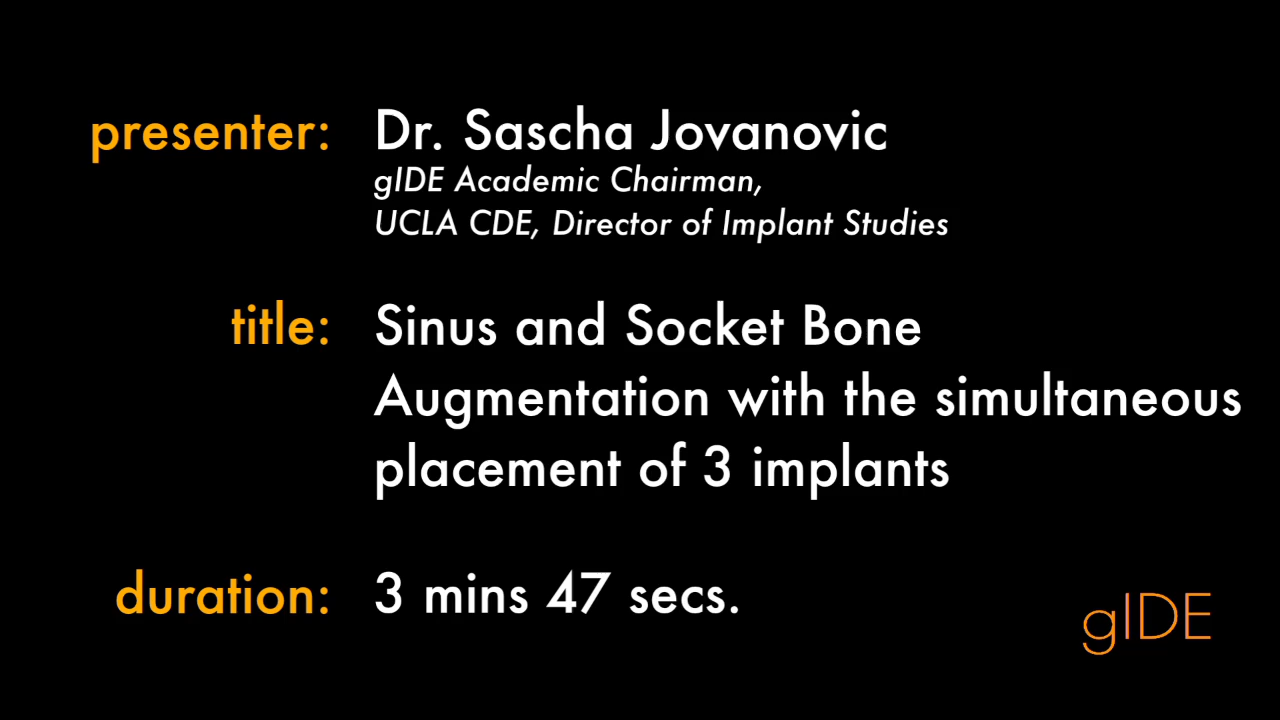 presenter: Dr. Sascha Jovanovic
gIDE Academic Chairman,
UCLA CDE, Director of Implant Studies
title: Sinus and Socket Bone
Augmentation with the simultaneous
placement of 3 implants
duration: 3 mins 47 secs.
gIDE